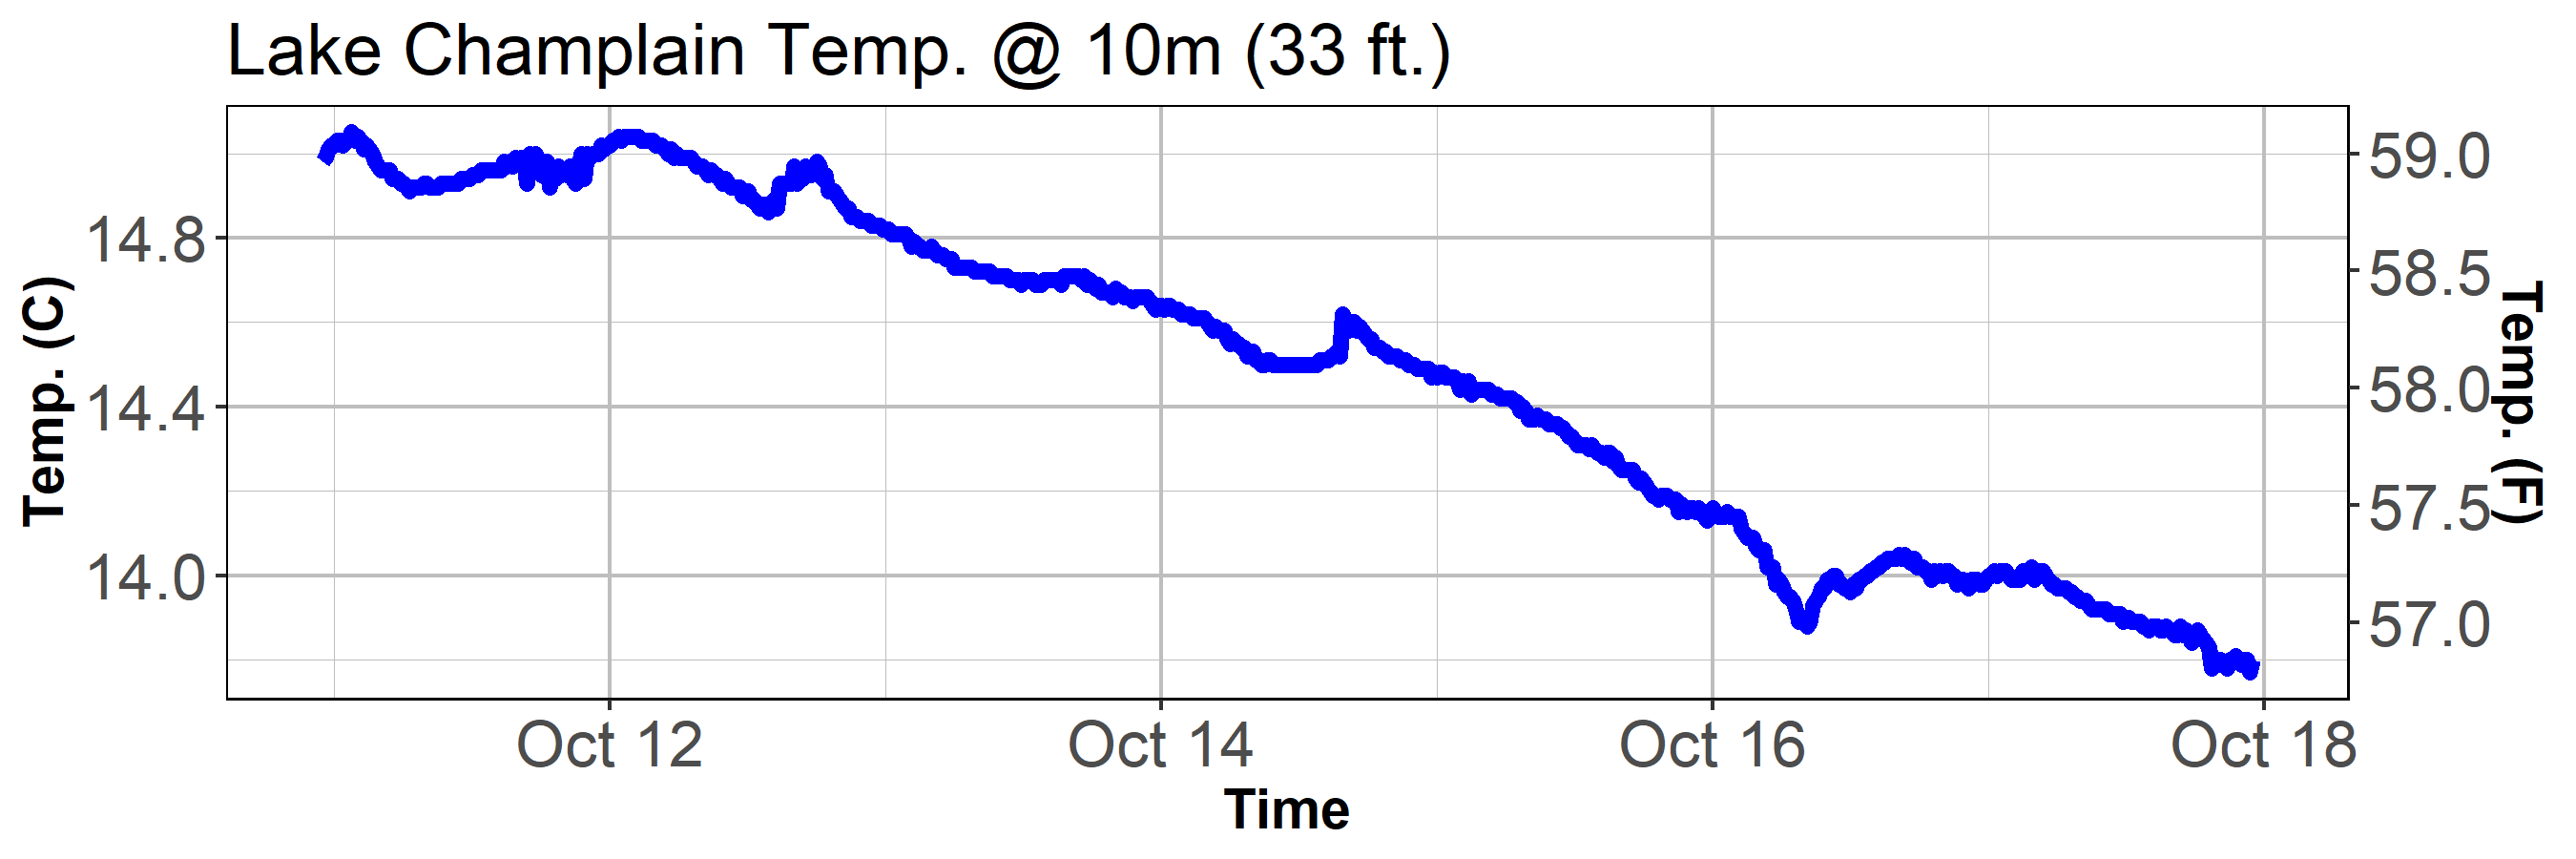 Lake Champlain Temp. @ 10m (33 ft.)
Temp. (C)
14.8
14.4
14.0
59.0
58.5
58.0
57.5
57.0
Temp. (F)
Oct 12 Oct 14 Oct 16 Oct 18
Time